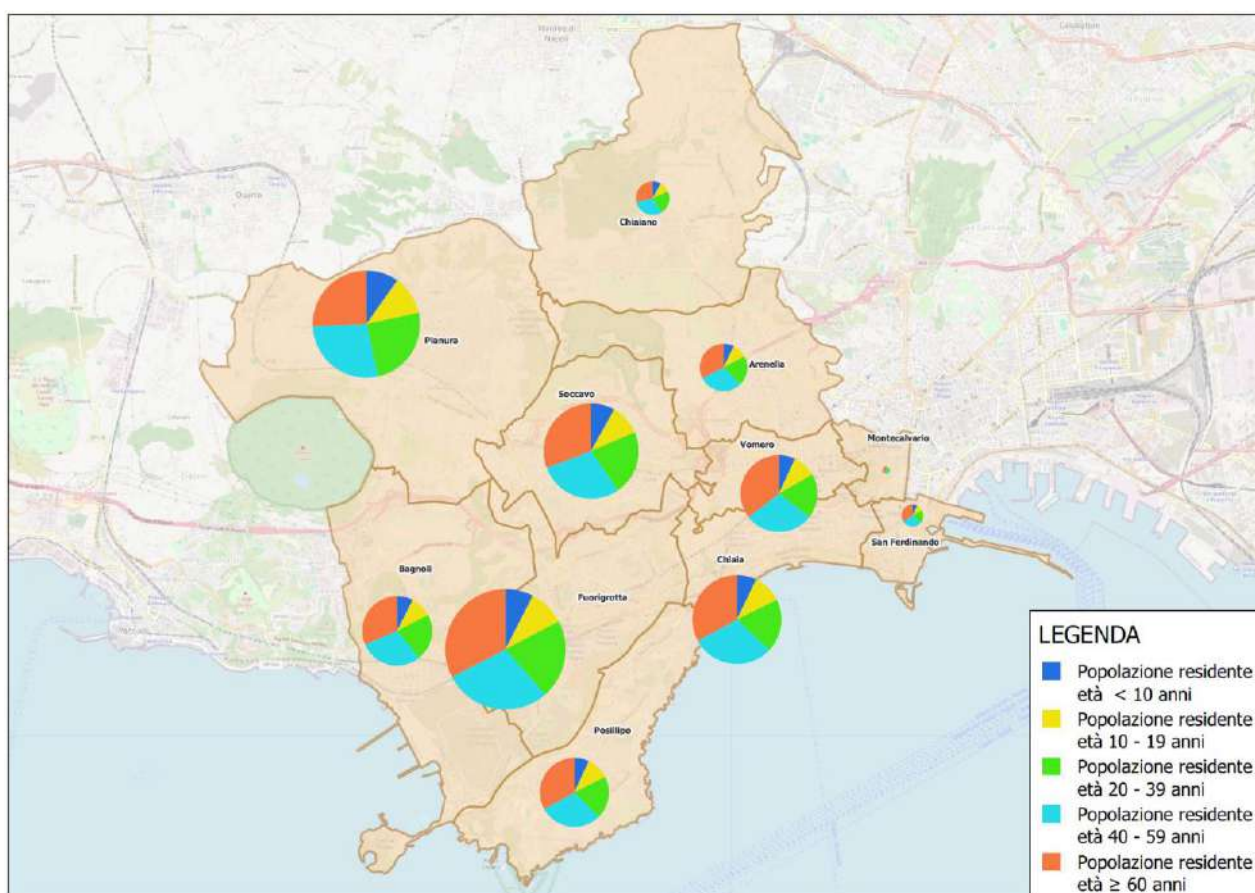 Chiaiano
Pianura
Arenella
Soccavo
Vomero
Montecalvario
San Ferdinando
Chiaia
Bagnoli
Fuorigrotta
Posillipo
LEGENDA
Popolazione residente
età < 10 anni
Popolazione residente
età 10 - 19 anni
Popolazione residente
età 20 - 39 anni
Popolazione residente
età 40 - 59 anni
Popolazione residente
età ≥ 60 anni